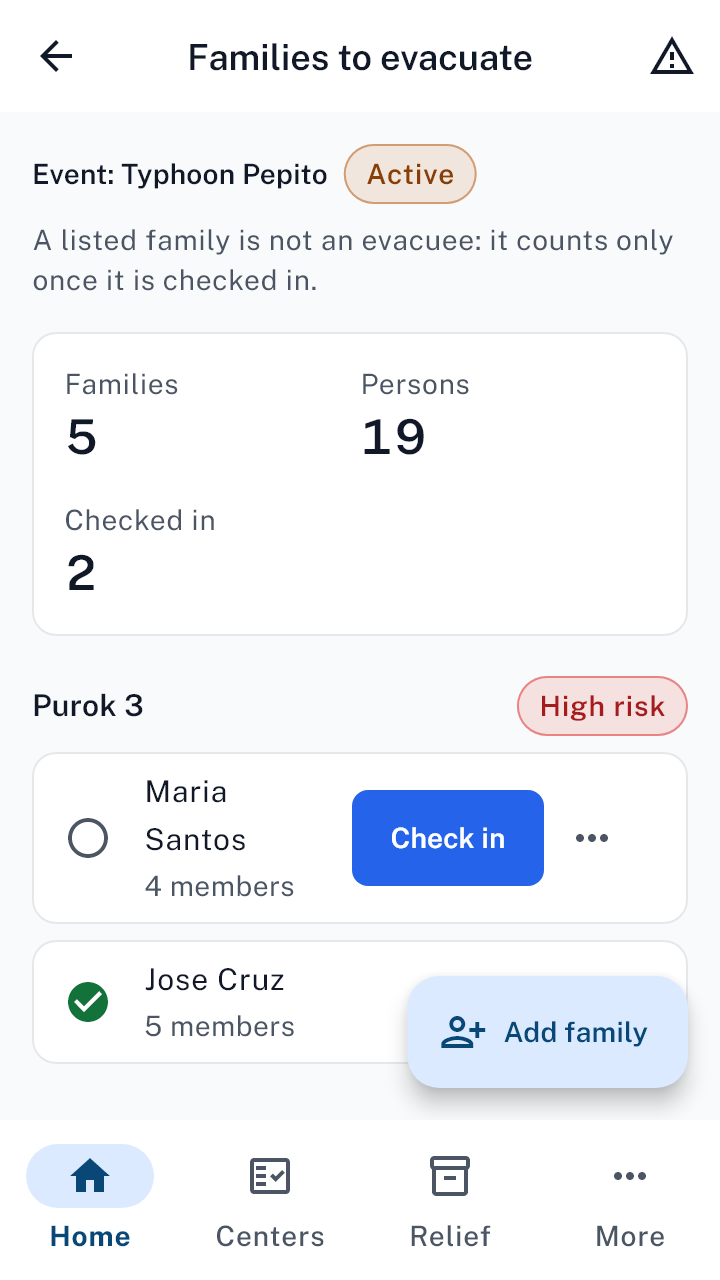 Families to evacuate
Event: Typhoon Pepito
Active
A listed family is not an evacuee: it counts only
once it is checked in.
Families
Persons
5
19
Checked in
2
Purok 3
High risk
Maria
Santos
4 members
Check in
Jose Cruz
5 members
Add family
Home
Centers
Relief
More